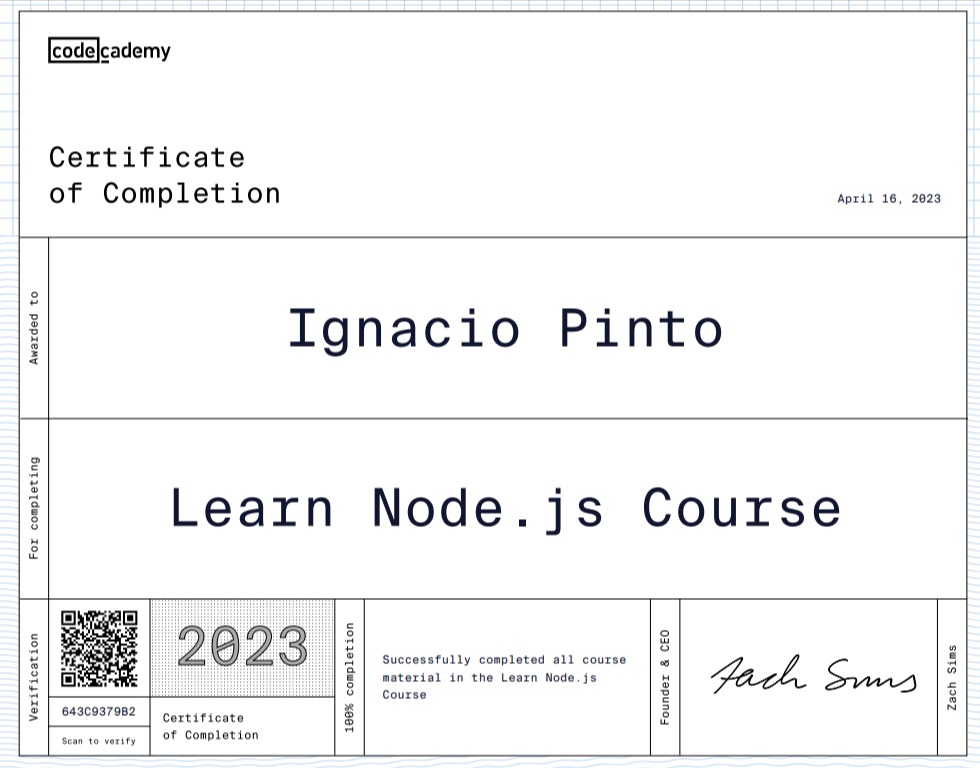 codecademy
Certificate
of Completion
April 16, 2023
Awarded to
Ignacio Pinto
For completing
Learn Node.js Course
Verification
643C9379B2
Scan to verify
2023
Certificate
of Completion
100% completion
Successfully completed all course
material in the Learn Node.js
Course
Founder & CEO
Zach Sims
Zach Sims